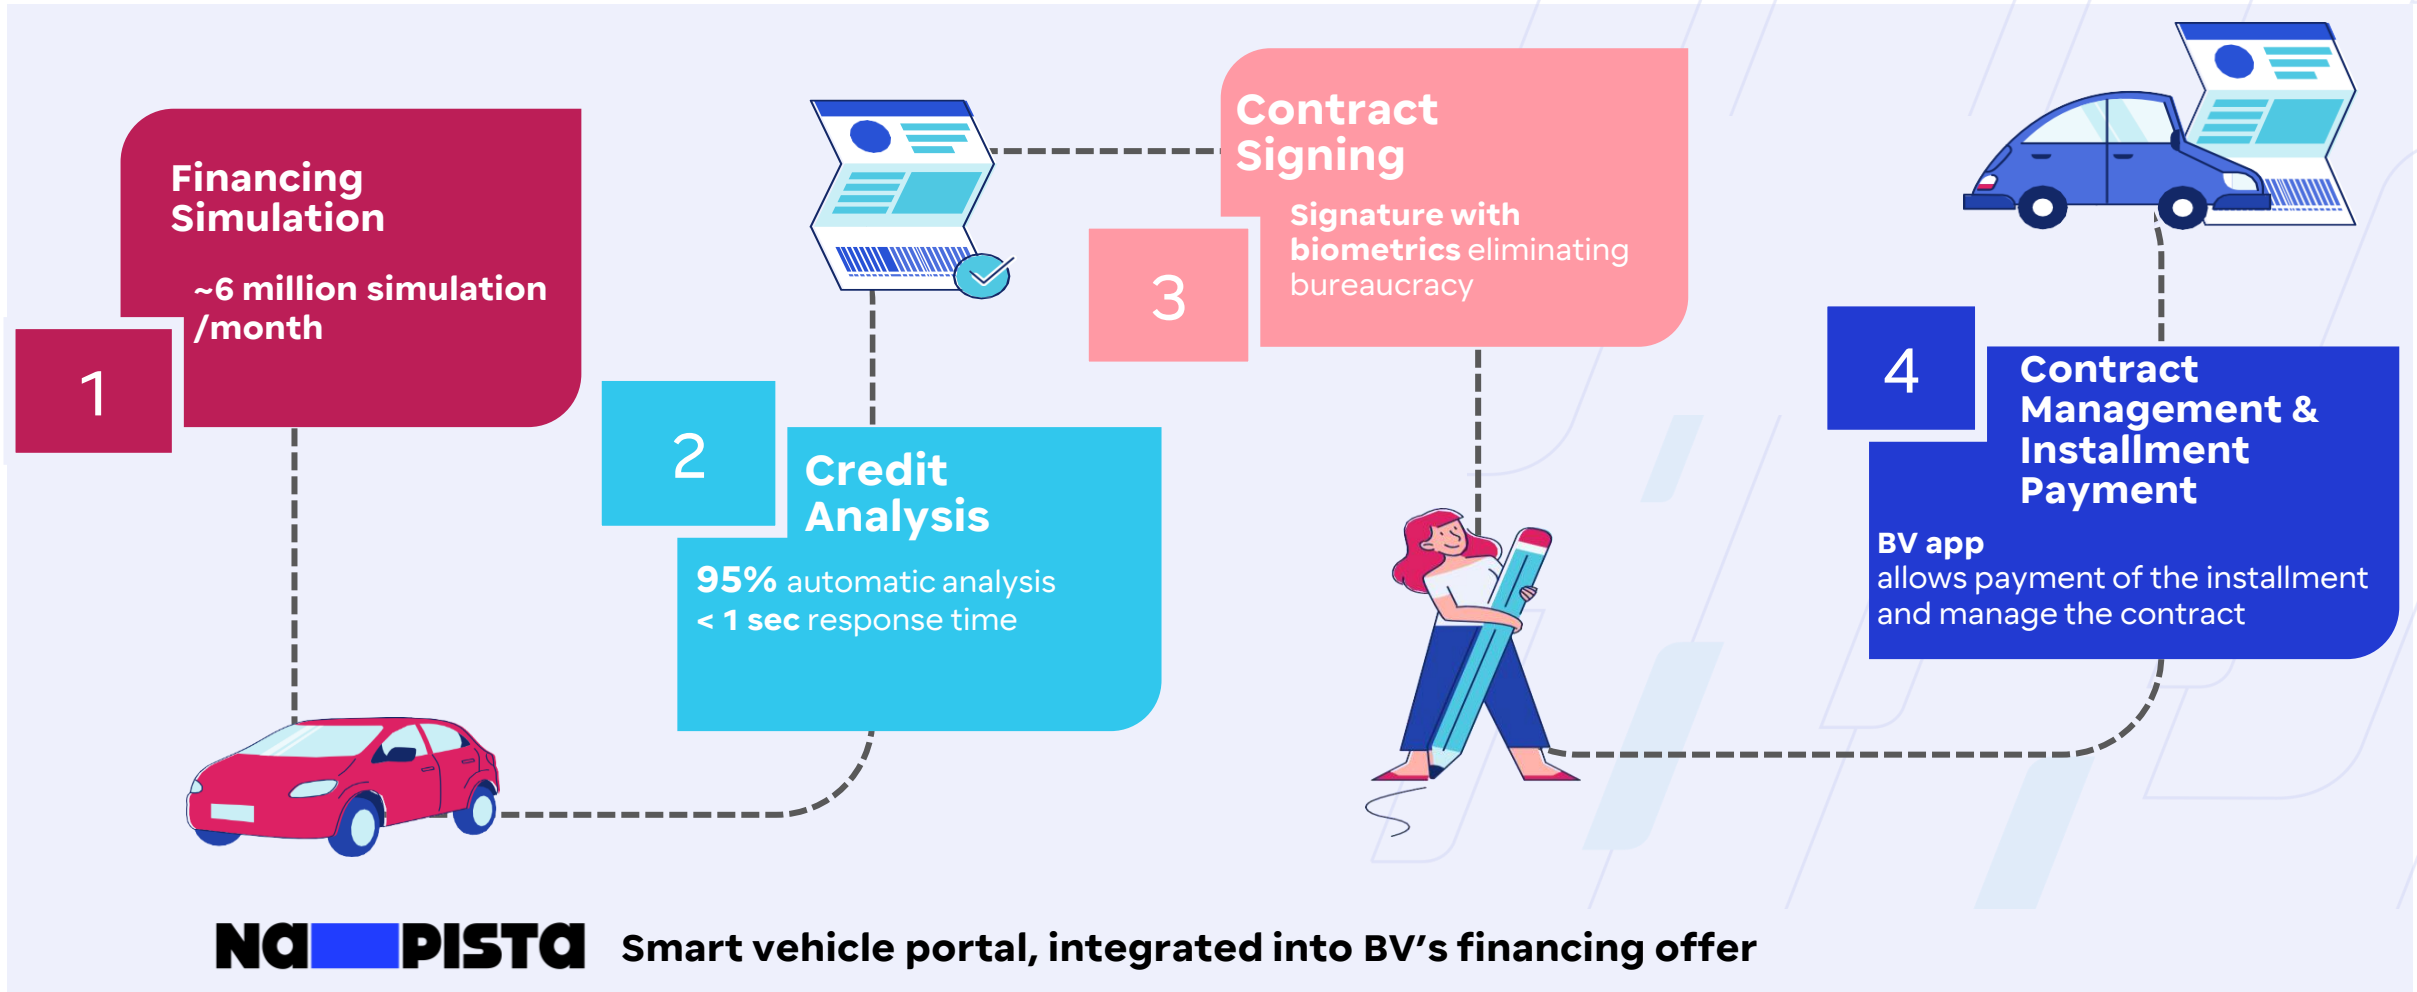 1
Financing
Simulation
~6 million simulation
/month
2
Credit
Analysis
95% automatic analysis
< 1 sec response time
3
Contract
Signing
Signature with
biometrics eliminating
bureaucracy
4
Contract
Management &
Installment
Payment
BV app
allows payment of the installment
and manage the contract
Na PISTa Smart vehicle portal, integrated into BV’s financing offer